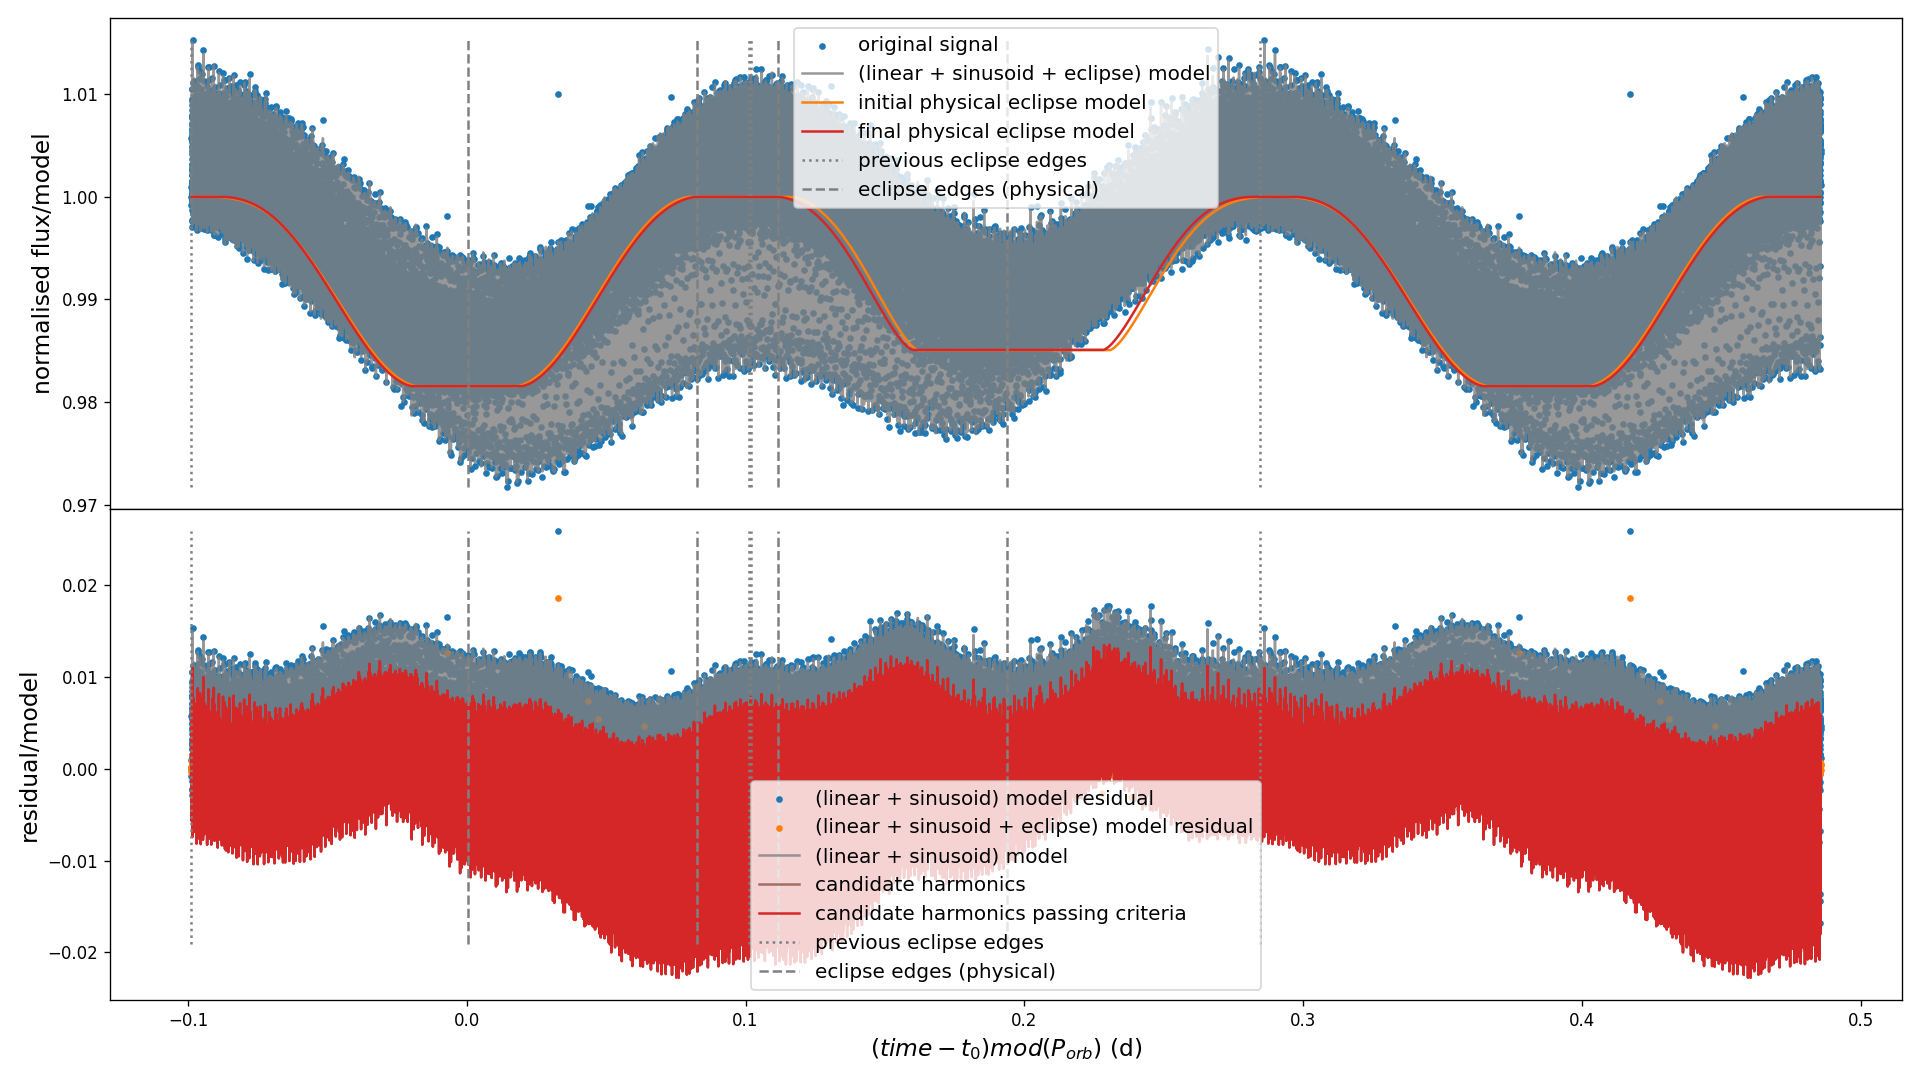 original signal
(linear + sinusoid + eclipse) model
initial physical eclipse model
final physical eclipse model
previous eclipse edges
eclipse edges (physical)
normalised flux/model
1.01
1.00
0.99
0.98
0.97
residual/model
0.02
0.01
0.00
−0.01
−0.02
(linear + sinusoid) model residual
(linear + sinusoid + eclipse) model residual
(linear + sinusoid) model
candidate harmonics
candidate harmonics passing criteria
previous eclipse edges
eclipse edges (physical)
−0.1 0.0 0.1 0.2 0.3 0.4 0.5
(time − t₀)mod(Pₒᵣb) (d)